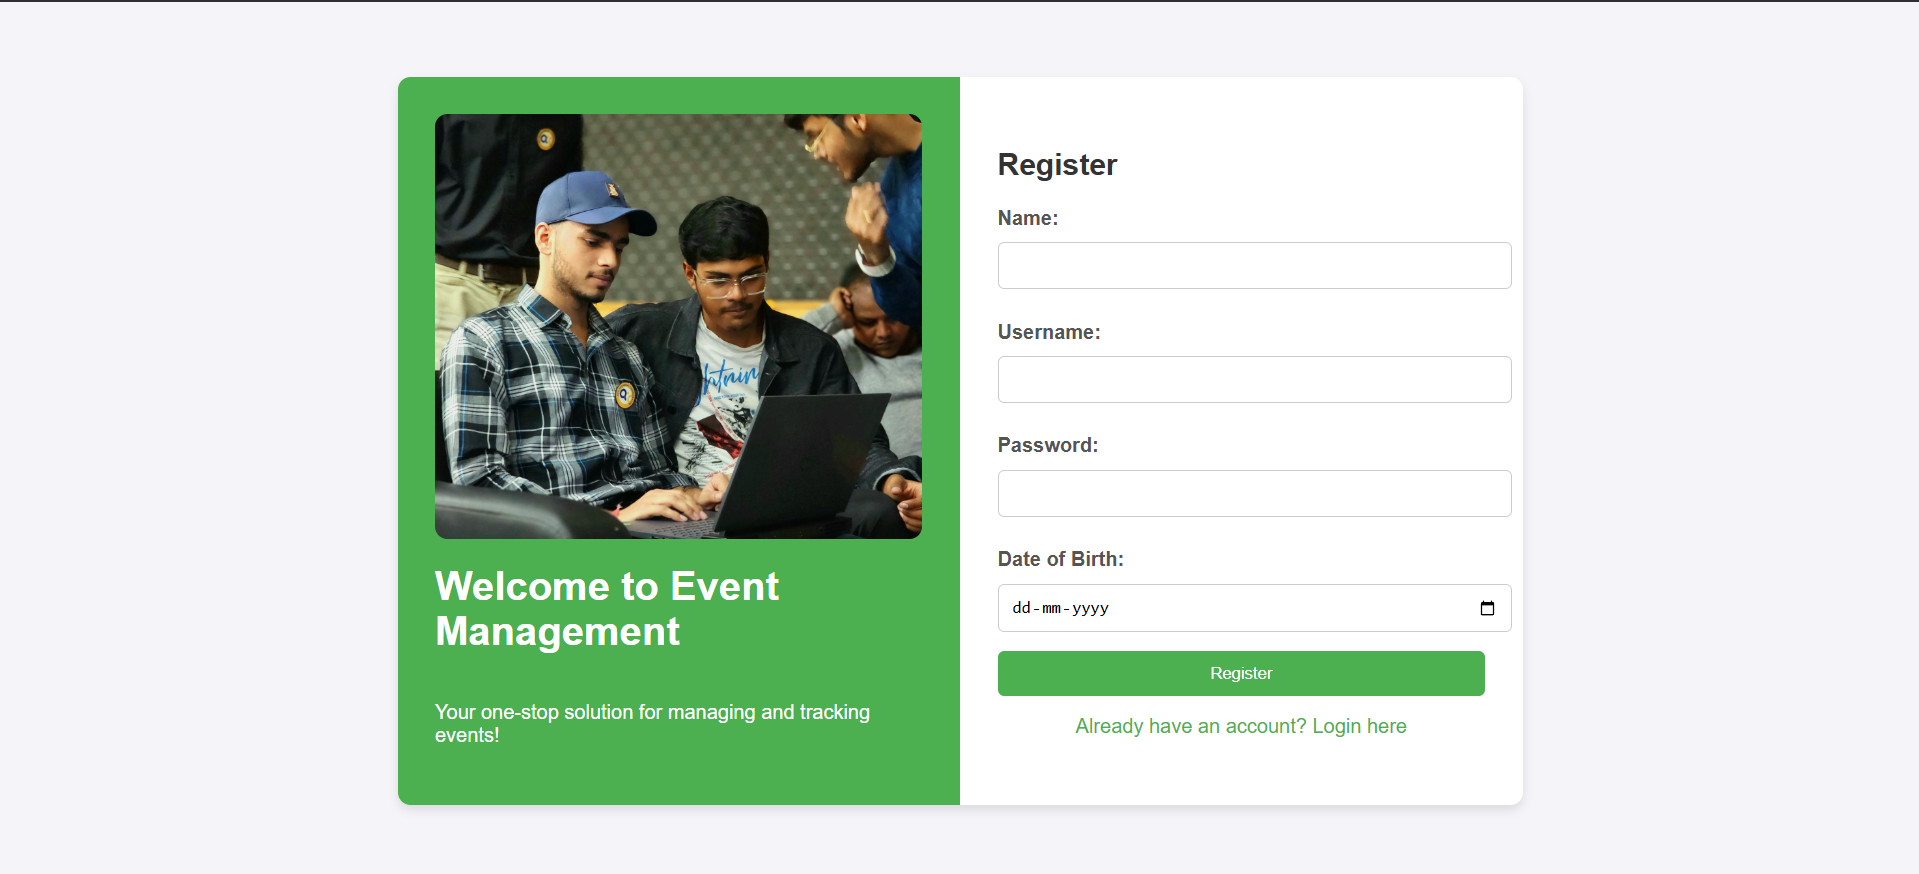 Welcome to Event
Management
Your one-stop solution for managing and tracking
events!
Register
Name:
Username:
Password:
Date of Birth:
dd-mm-yyyy
Register
Already have an account? Login here